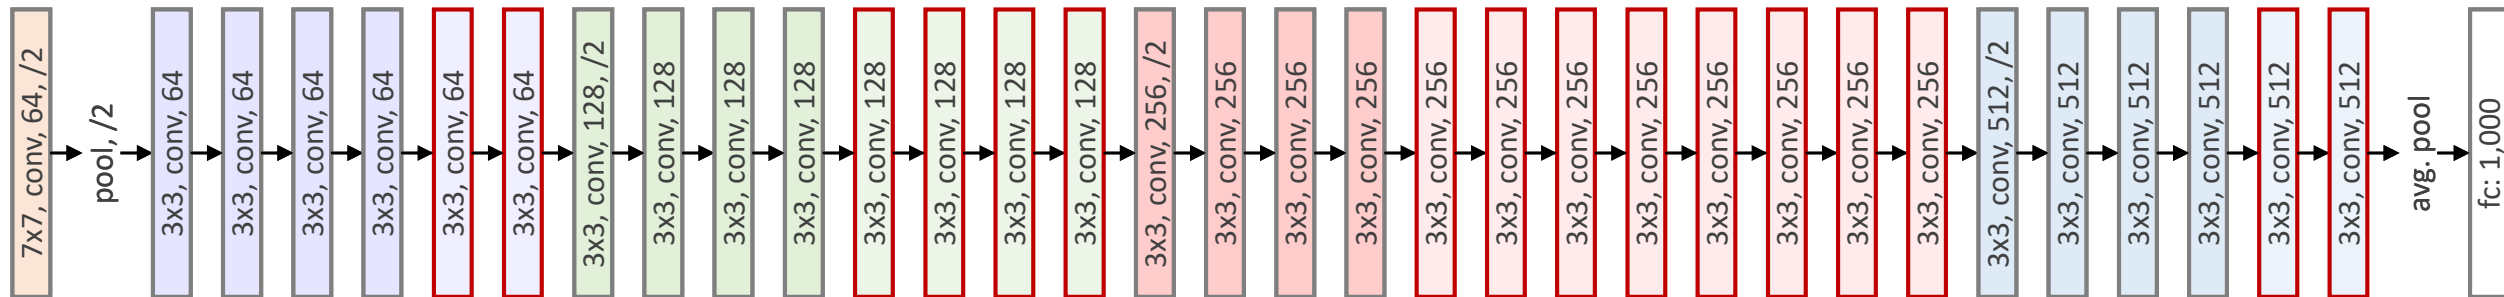 7x7, conv, 64, /2
pool, /2
3x3, conv, 64
3x3, conv, 64
3x3, conv, 64
3x3, conv, 64
3x3, conv, 64
3x3, conv, 64
3x3, conv, 128, /2
3x3, conv, 128
3x3, conv, 128
3x3, conv, 128
3x3, conv, 128
3x3, conv, 128
3x3, conv, 128
3x3, conv, 128
3x3, conv, 256, /2
3x3, conv, 256
3x3, conv, 256
3x3, conv, 256
3x3, conv, 256
3x3, conv, 256
3x3, conv, 256
3x3, conv, 256
3x3, conv, 256
3x3, conv, 256
3x3, conv, 256
3x3, conv, 256
3x3, conv, 512, /2
3x3, conv, 512
3x3, conv, 512
3x3, conv, 512
3x3, conv, 512
3x3, conv, 512
avg. pool
fc: 1,000